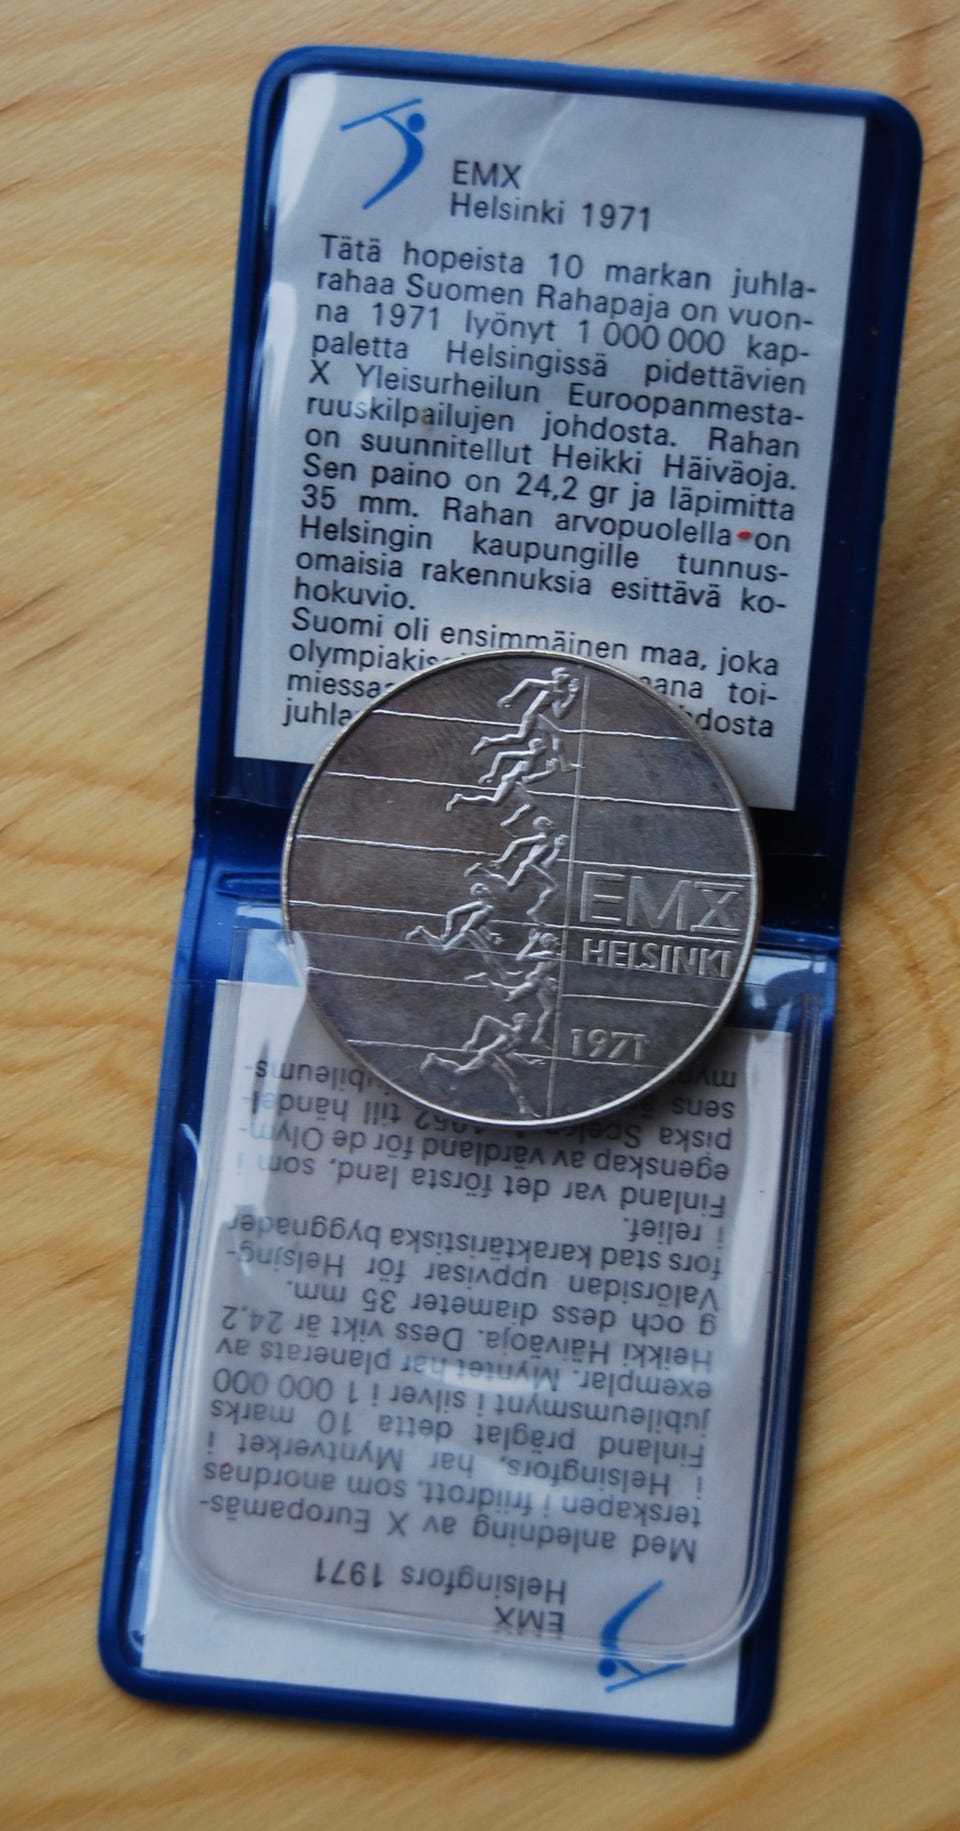 EMX
Helsinki 1971
Tätä hopeista 10 markan juhla-
rahaa Suomen Rahapaja on vuon-
na 1971 lyönyt 1 000 000 kap-
paletta Helsingissä pidettävien
X Yleisurheilun Euroopanmesta-
ruuskilpailujen johdosta. Rahan
on suunnitellut Heikki Häiväoja.
Sen paino on 24,2 gr ja läpimitta
35 mm. Rahan arvopuolella on
Helsingin kaupungille tunnus-
omaisia rakennuksia esittävä ko-
hokuvio.
Suomi oli ensimmäinen maa, joka
toi-
EMX
HELSINKI
1971
EMX
Helsingfors 1971
Med anledning av X Europamäs-
terskapen i friidrott, som anordnas
i Helsingfors, har Myntverket i
Finland präglat detta 10 marks
jubileumsmynt i silver i 1 000 000
exemplar. Myntet har planerats av
Heikki Häiväoja. Dess vikt är 24,2
g och dess diameter 35 mm.
Valörsidan uppvisar för Helsing-
fors stad karaktäristiska byggnader
i relief.
Finland var det första land, som i
egenskap av värdland för de Olym-
piska
sens till händel-